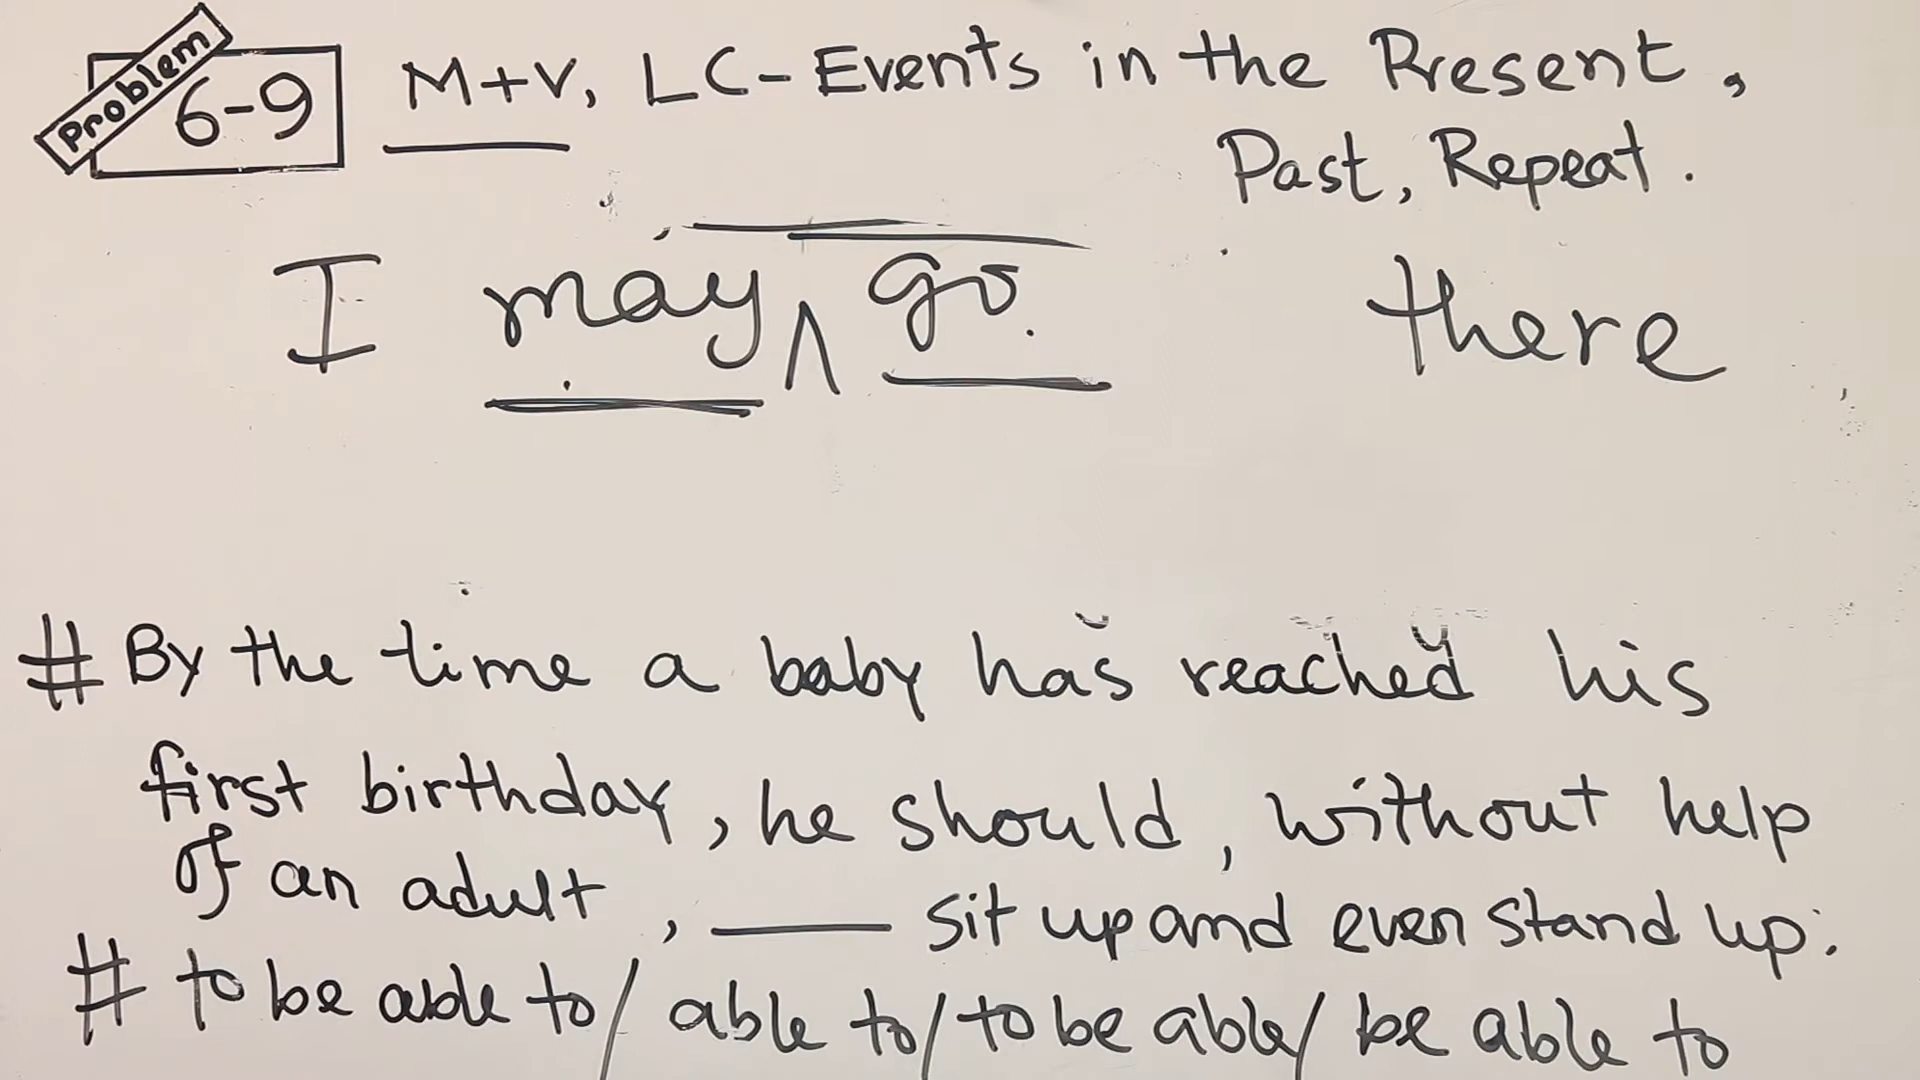 Problem
6-9 M+V, LC-Events in the Present,
Past, Repeat.
I may ∧ go. there
# By the time a baby has reached his
first birthday, he should, without help
of an adult, ____ sit up and even stand up.
# to be able to/ able to/ to be able/ be able to